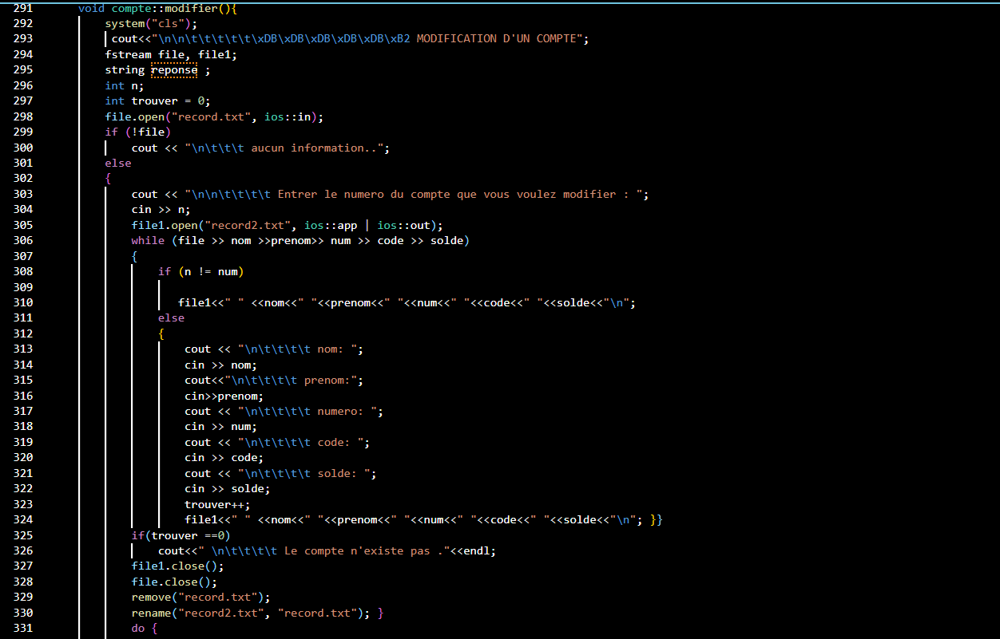 291 void compte::modifier(){
292 system("cls");
293 cout<<"\n\n\t\t\t\t\t\xDB\xDB\xDB\xDB\xDB\xB2 MODIFICATION D'UN COMPTE";
294 fstream file, file1;
295 string reponse ;
296 int n;
297 int trouver = 0;
298 file.open("record.txt", ios::in);
299 if (!file)
300 cout << "\n\t\t\t aucun information..";
301 else
302 {
303 cout << "\n\n\t\t\t\t Entrer le numero du compte que vous voulez modifier : ";
304 cin >> n;
305 file1.open("record2.txt", ios::app | ios::out);
306 while (file >> nom >>prenom>> num >> code >> solde)
307 {
308 if (n != num)
309
310 file1<<" " <<nom<<" "<<prenom<<" "<<num<<" "<<code<<" "<<solde<<"\n";
311 else
312 {
313 cout << "\n\t\t\t\t nom: ";
314 cin >> nom;
315 cout<<"\n\t\t\t\t prenom:";
316 cin>>prenom;
317 cout << "\n\t\t\t\t numero: ";
318 cin >> num;
319 cout << "\n\t\t\t\t code: ";
320 cin >> code;
321 cout << "\n\t\t\t\t solde: ";
322 cin >> solde;
323 trouver++;
324 file1<<" " <<nom<<" "<<prenom<<" "<<num<<" "<<code<<" "<<solde<<"\n"; }}
325 if(trouver ==0)
326 cout<<" \n\t\t\t\t Le compte n'existe pas ."<<endl;
327 file1.close();
328 file.close();
329 remove("record.txt");
330 rename("record2.txt", "record.txt"); }
331 do {